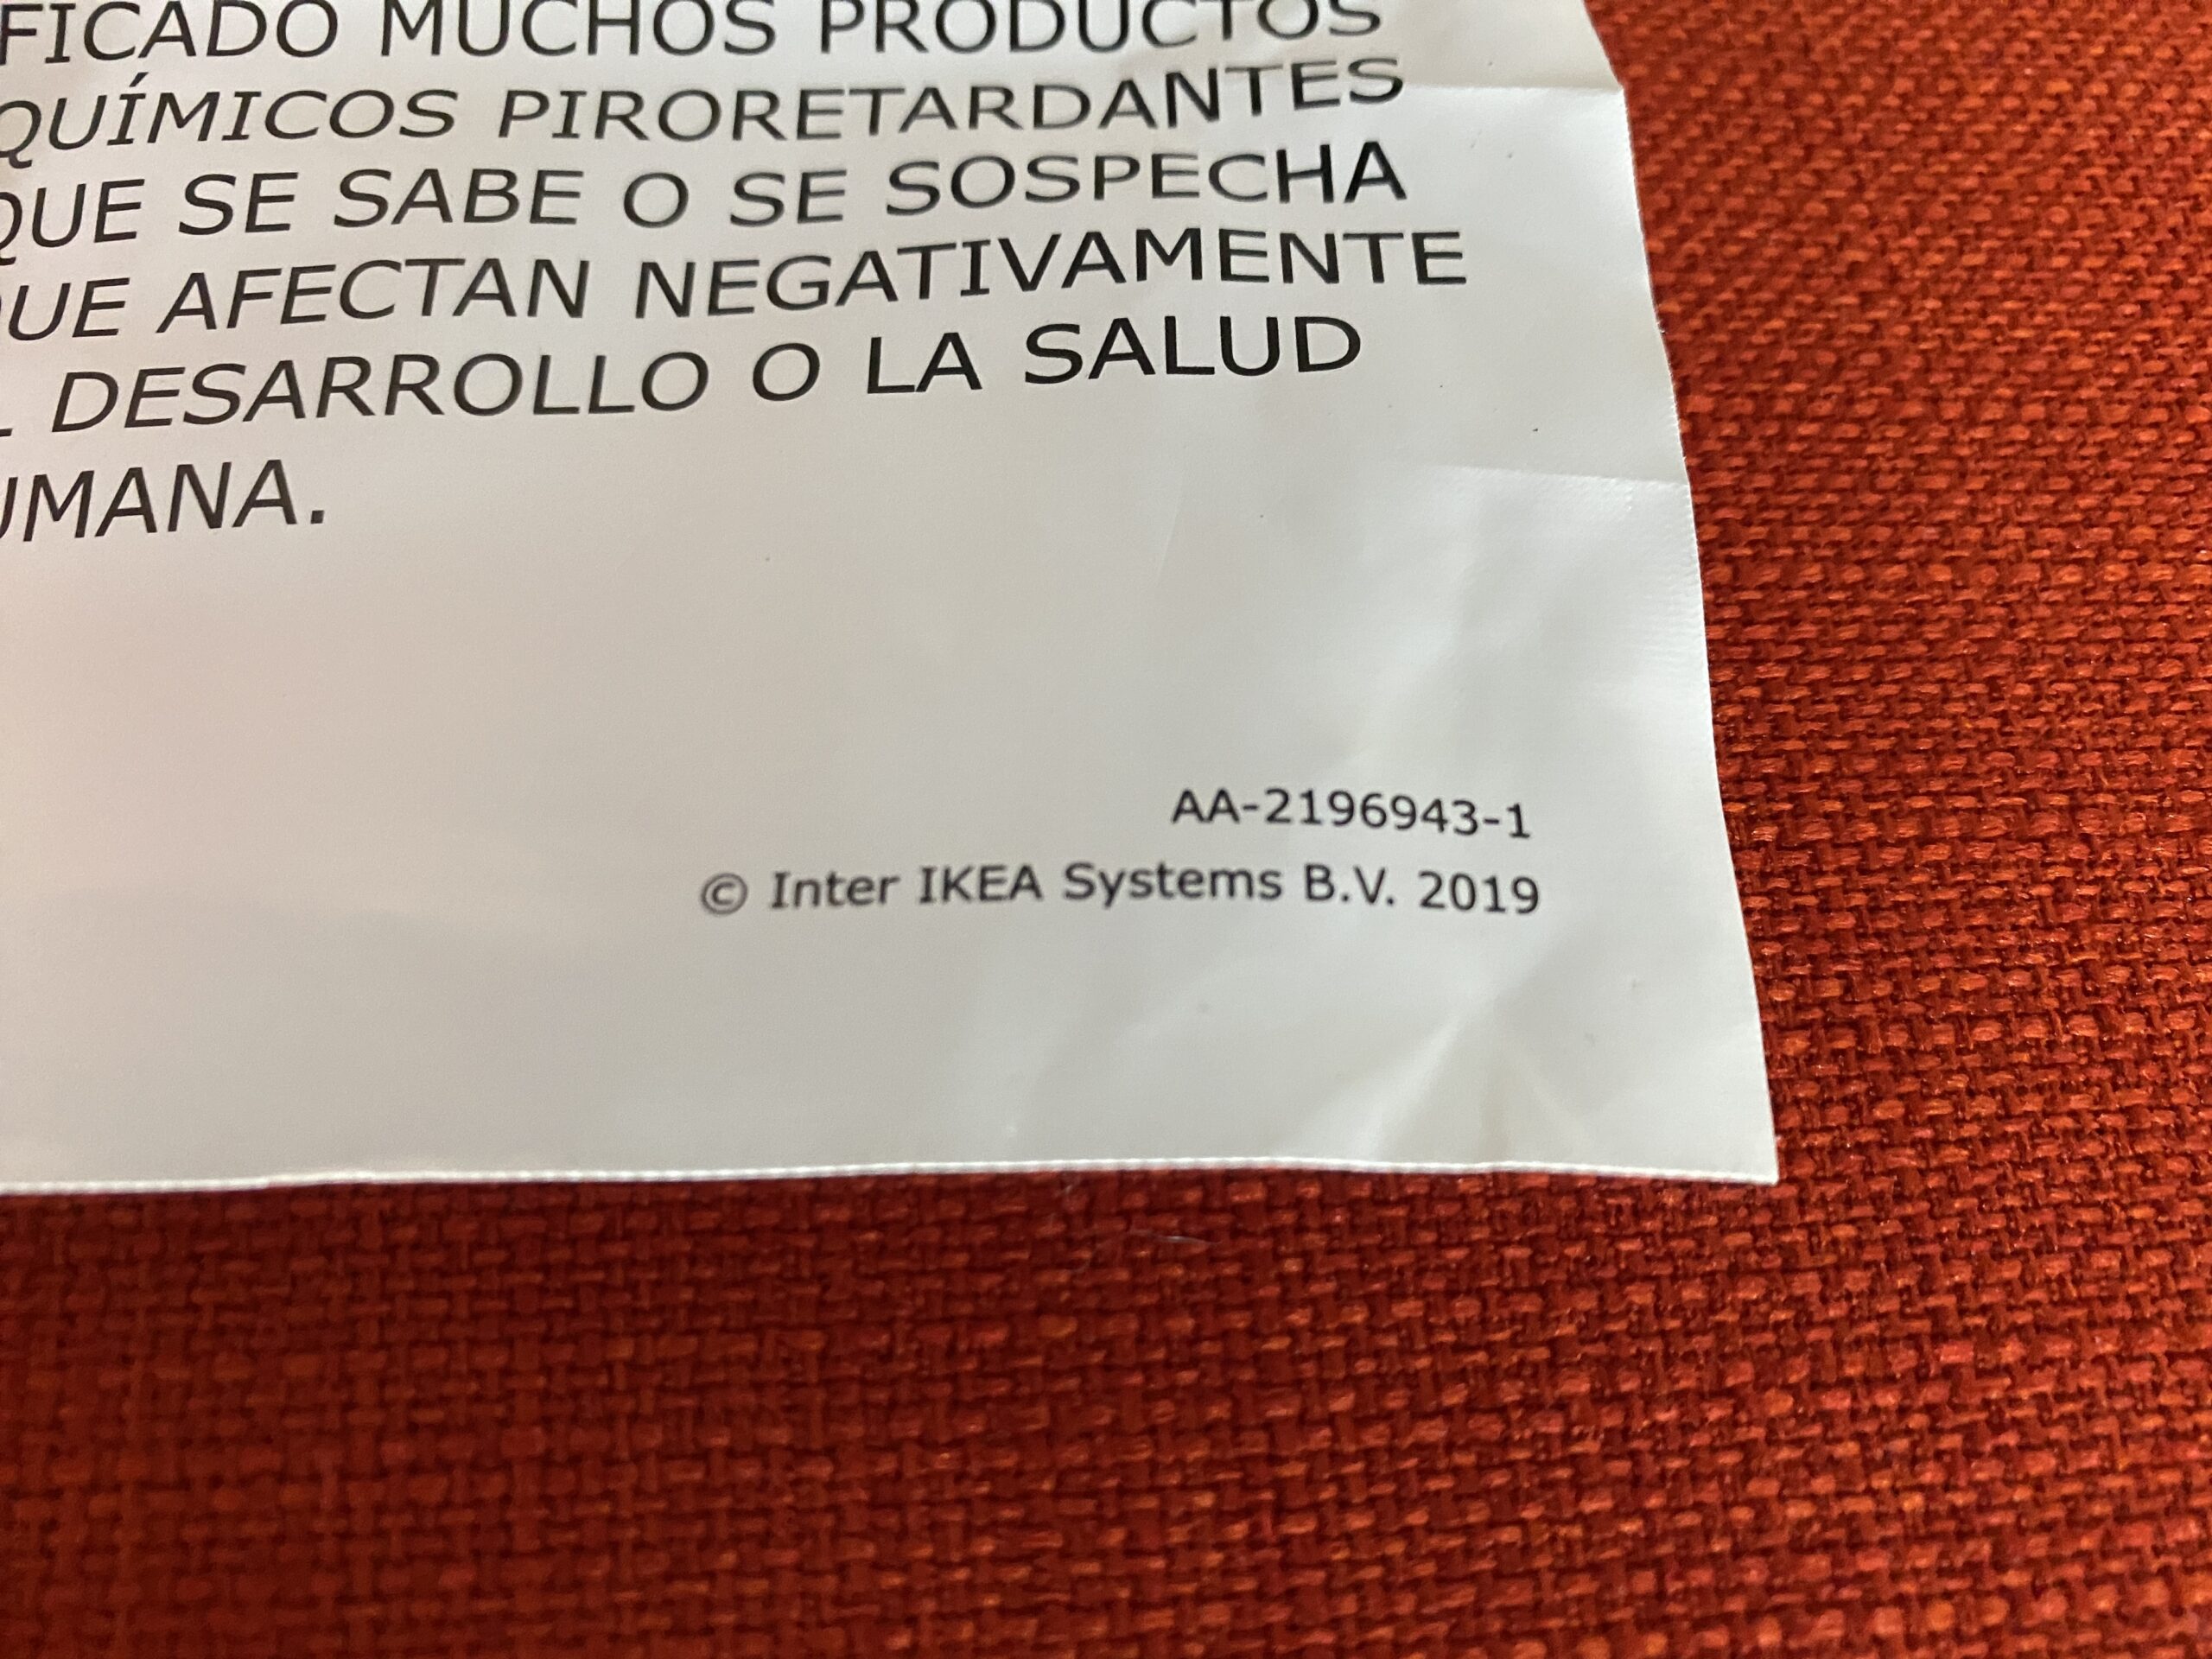 FICADO MUCHOS PRODUCTOS
QUÍMICOS PIRORETARDANTES
QUE SE SABE O SE SOSPECHA
QUE AFECTAN NEGATIVAMENTE
L DESARROLLO O LA SALUD
UMANA.
AA-2196943-1
© Inter IKEA Systems B.V. 2019